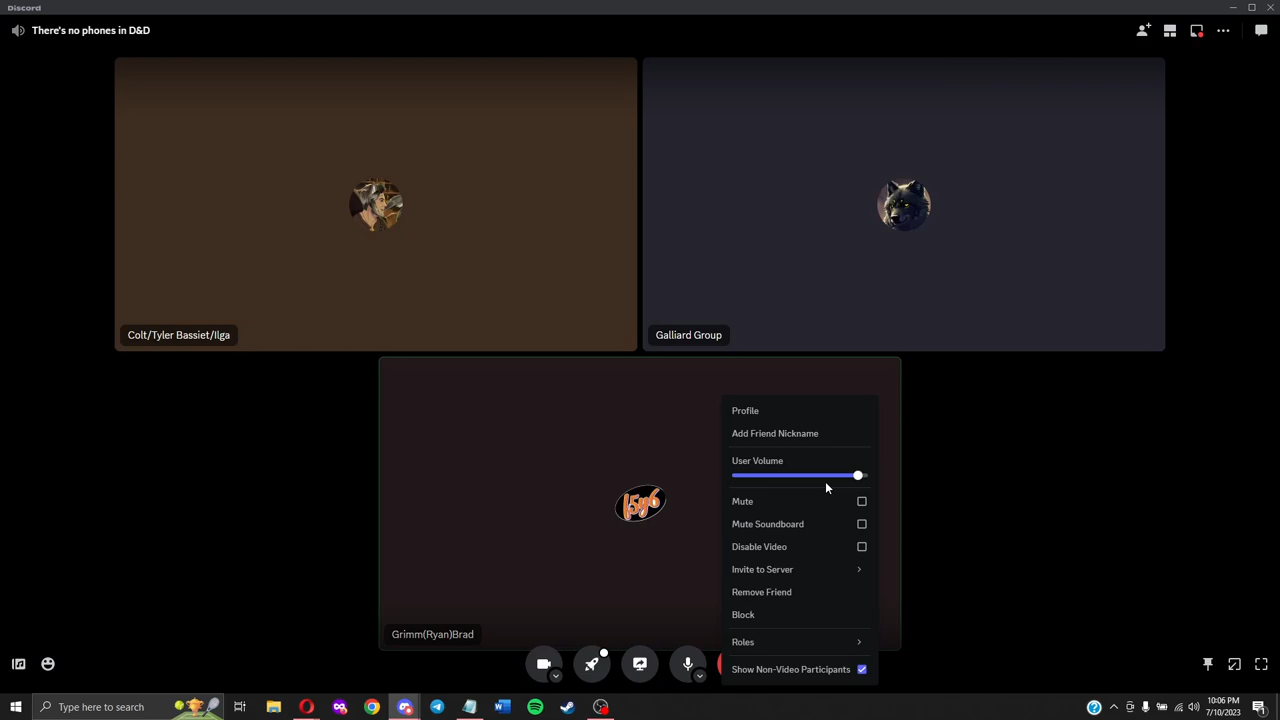 Discord
There's no phones in D&D
Colt/Tyler Bassiet/Ilga
Galliard Group
Profile
Add Friend Nickname
User Volume
Mute
Mute Soundboard
Disable Video
Invite to Server
Remove Friend
Block
Roles
Show Non-Video Participants
Grimm(Ryan)Brad
Type here to search
10:06 PM
7/10/2023